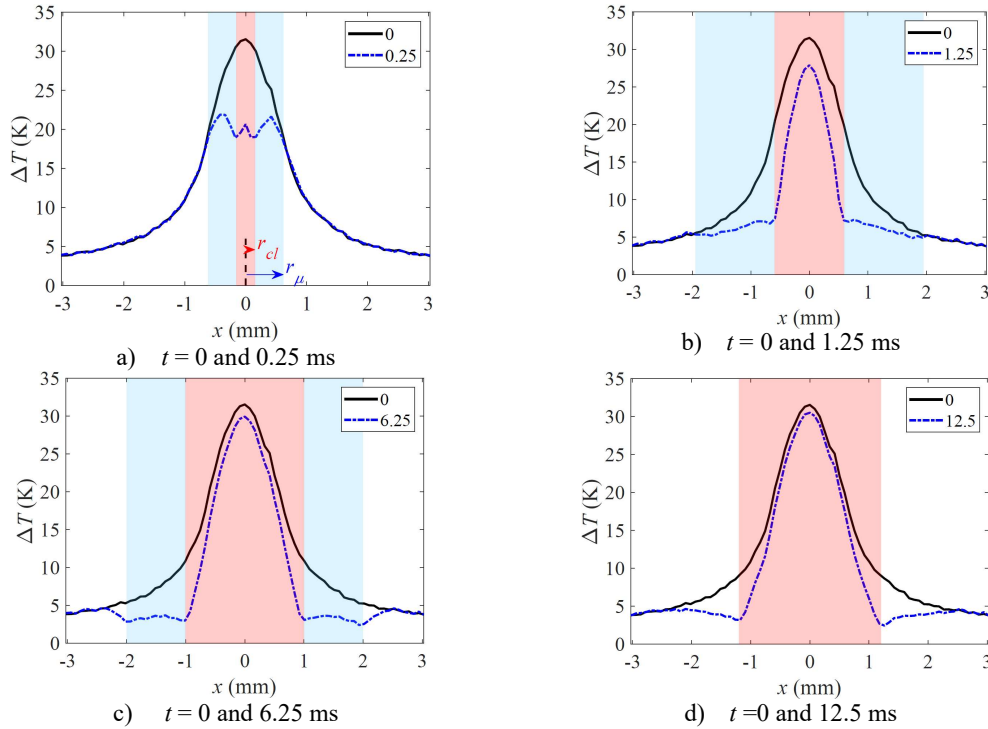 35
30
25
20
15
10
5
0
ΔT (K)
0
0.25
r_cl
r_μ
-3 -2 -1 0 1 2 3
x (mm)
a) t = 0 and 0.25 ms
35
30
25
20
15
10
5
0
ΔT (K)
0
1.25
-3 -2 -1 0 1 2 3
x (mm)
b) t = 0 and 1.25 ms
35
30
25
20
15
10
5
0
ΔT (K)
0
6.25
-3 -2 -1 0 1 2 3
x (mm)
c) t = 0 and 6.25 ms
35
30
25
20
15
10
5
0
ΔT (K)
0
12.5
-3 -2 -1 0 1 2 3
x (mm)
d) t =0 and 12.5 ms